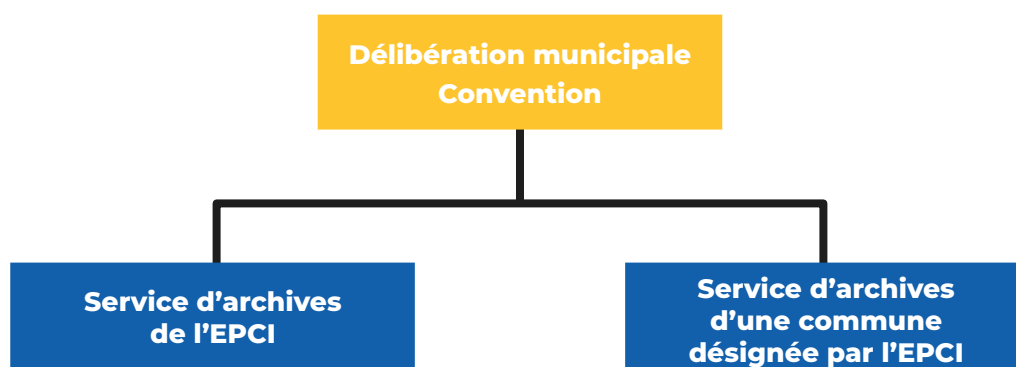 Délibération municipale
Convention
Service d’archives
de l’EPCI
Service d’archives
d’une commune
désignée par l’EPCI